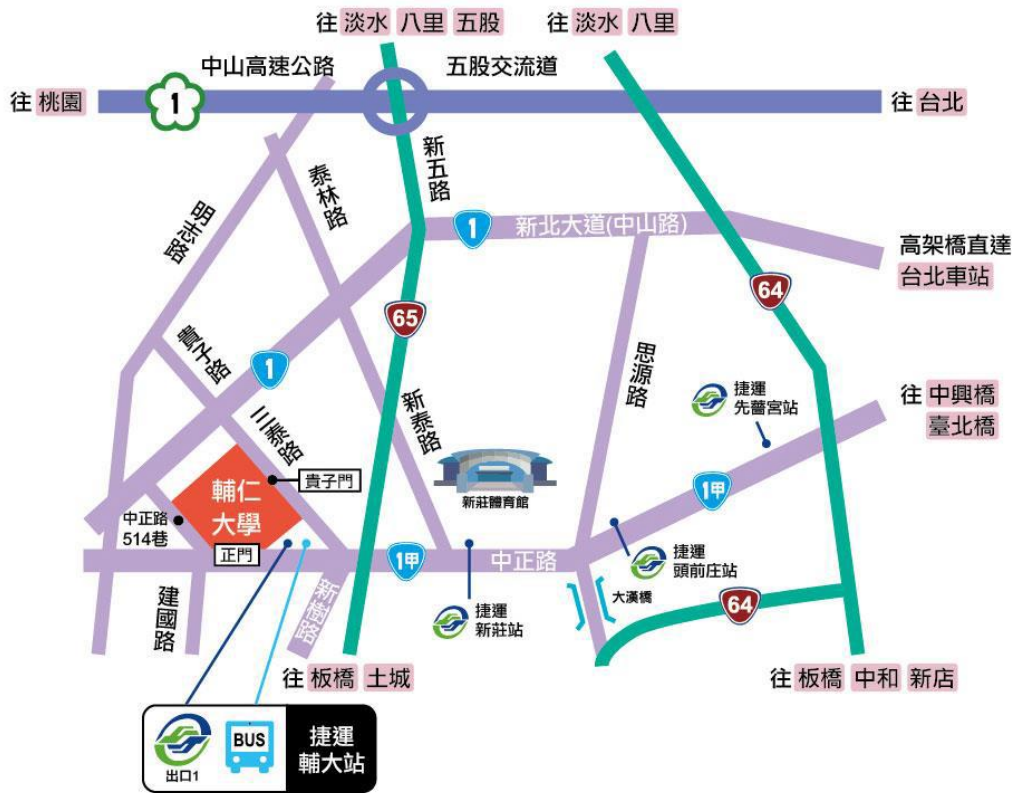 往 淡水 八里 五股
往 淡水 八里
中山高速公路
五股交流道
往 桃園
1
往 台北
新五路
泰林路
明志路
1
新北大道(中山路)
高架橋直達
台北車站
64
65
貴子路
1
思源路
新泰路
三泰路
捷運
先嗇宮站
往 中興橋
臺北橋
新莊體育館
貴子門
輔仁
大學
中正路
514巷
正門
1甲
1甲
中正路
捷運
頭前庄站
建國路
新樹路
捷運
新莊站
大漢橋
64
往 板橋 土城
往 板橋 中和 新店
BUS
出口1
捷運
輔大站